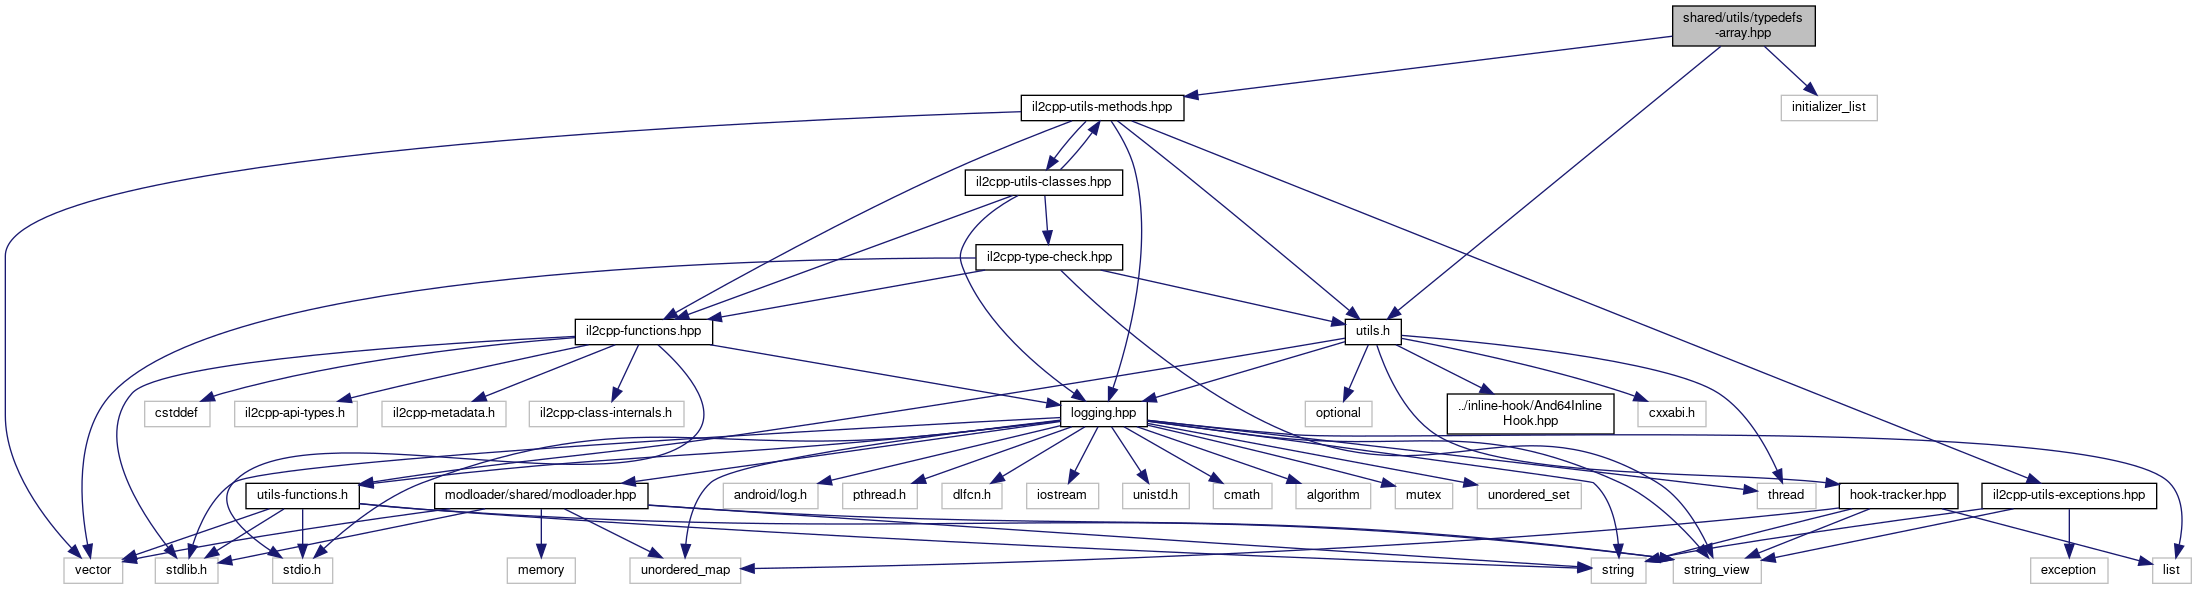 shared/utils/typedefs
-array.hpp
il2cpp-utils-methods.hpp
initializer_list
il2cpp-utils-classes.hpp
il2cpp-type-check.hpp
il2cpp-functions.hpp
utils.h
cstddef
il2cpp-api-types.h
il2cpp-metadata.h
il2cpp-class-internals.h
logging.hpp
optional
../inline-hook/And64Inline
Hook.hpp
cxxabi.h
utils-functions.h
modloader/shared/modloader.hpp
android/log.h
pthread.h
dlfcn.h
iostream
unistd.h
cmath
algorithm
mutex
unordered_set
thread
hook-tracker.hpp
il2cpp-utils-exceptions.hpp
vector
stdlib.h
stdio.h
memory
unordered_map
string
string_view
exception
list